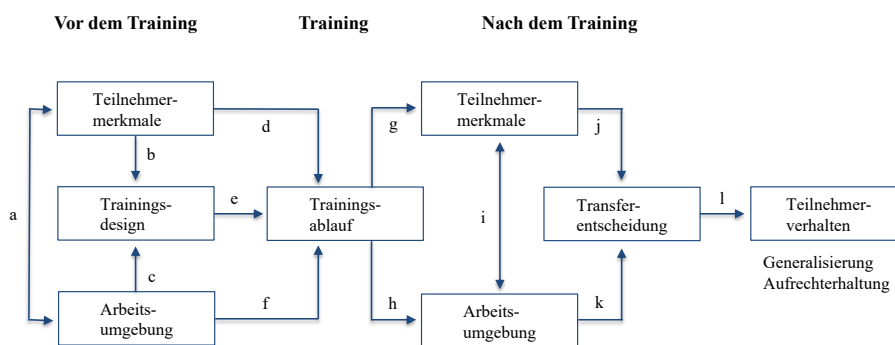 Vor dem Training
Training
Nach dem Training
Teilnehmer-
merkmale
d
g
Teilnehmer-
merkmale
j
b
a
Trainings-
design
e
Trainings-
ablauf
i
Transfer-
entscheidung
l
Teilnehmer-
verhalten
Generalisierung
Aufrechterhaltung
c
f
h
k
Arbeits-
umgebung
Arbeits-
umgebung